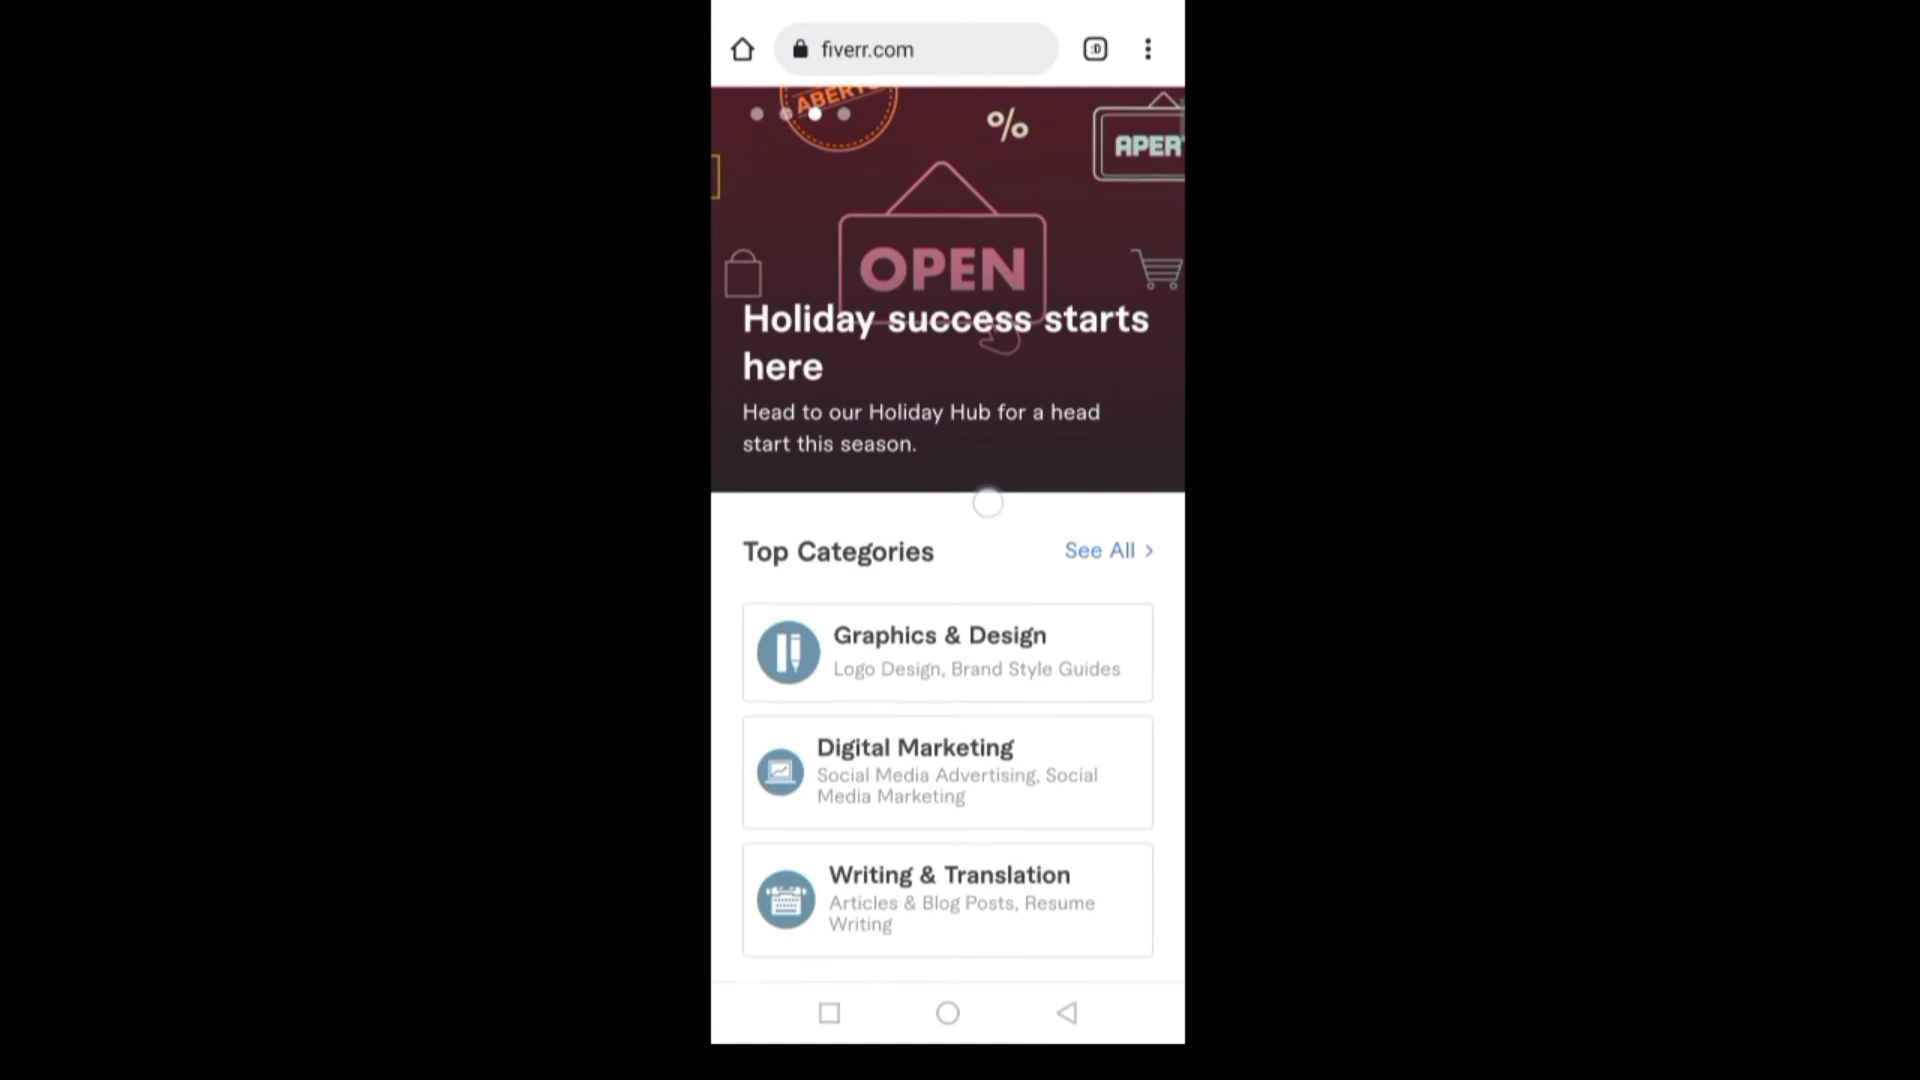 fiverr.com
:D
%
OPEN
Holiday success starts
here
Head to our Holiday Hub for a head
start this season.
Top Categories
See All >
Graphics & Design
Logo Design, Brand Style Guides
Digital Marketing
Social Media Advertising, Social
Media Marketing
Writing & Translation
Articles & Blog Posts, Resume
Writing